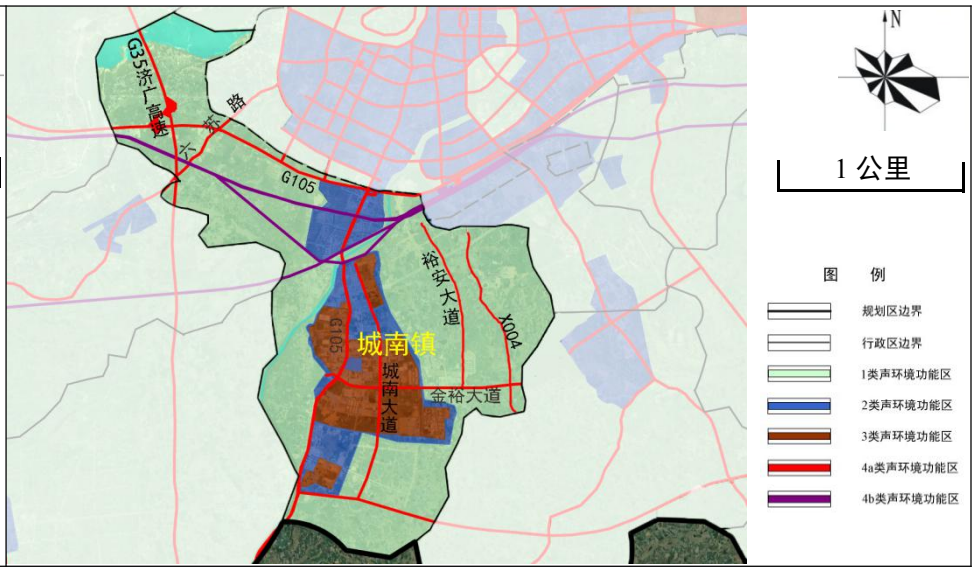 G35济广高速
六苏路
G105
裕安大道
X004
G105
城南镇
城南大道
金裕大道
N
1 公里
图 例
规划区边界
行政区边界
1类声环境功能区
2类声环境功能区
3类声环境功能区
4a类声环境功能区
4b类声环境功能区